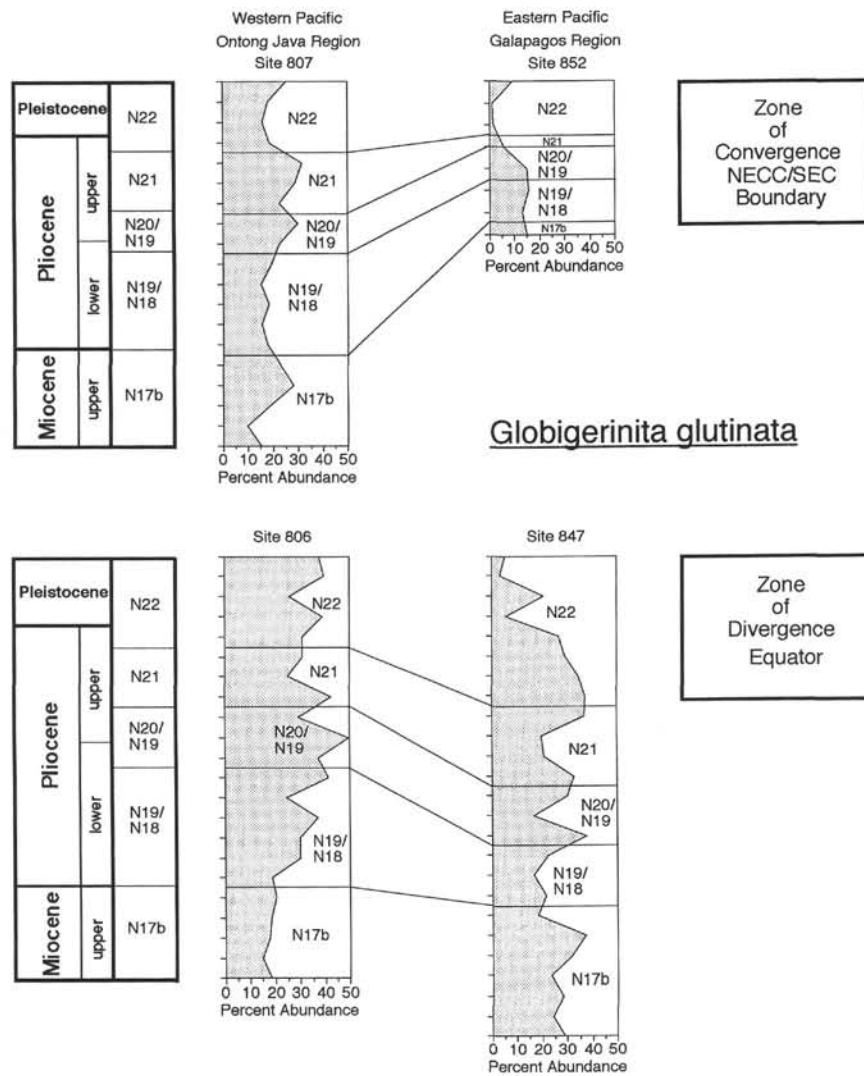 Western Pacific
Ontong Java Region
Site 807
Eastern Pacific
Galapagos Region
Site 852
Pleistocene
Pliocene
upper
lower
Miocene
upper
N22
N21
N20/
N19
N19/
N18
N17b
N22
N21
N20/
N19
N19/
N18
N17b
0 10 20 30 40 50
Percent Abundance
N22
N21
N20/
N19
N19/
N18
N17b
0 10 20 30 40 50
Percent Abundance
Zone
of
Convergence
NECC/SEC
Boundary
Globigerinita glutinata
Site 806
Site 847
Pleistocene
Pliocene
upper
lower
Miocene
upper
N22
N21
N20/
N19
N19/
N18
N17b
N22
N21
N20/
N19
N19/
N18
N17b
0 10 20 30 40 50
Percent Abundance
N22
N21
N20/
N19
N19/
N18
N17b
0 10 20 30 40 50
Percent Abundance
Zone
of
Divergence
Equator